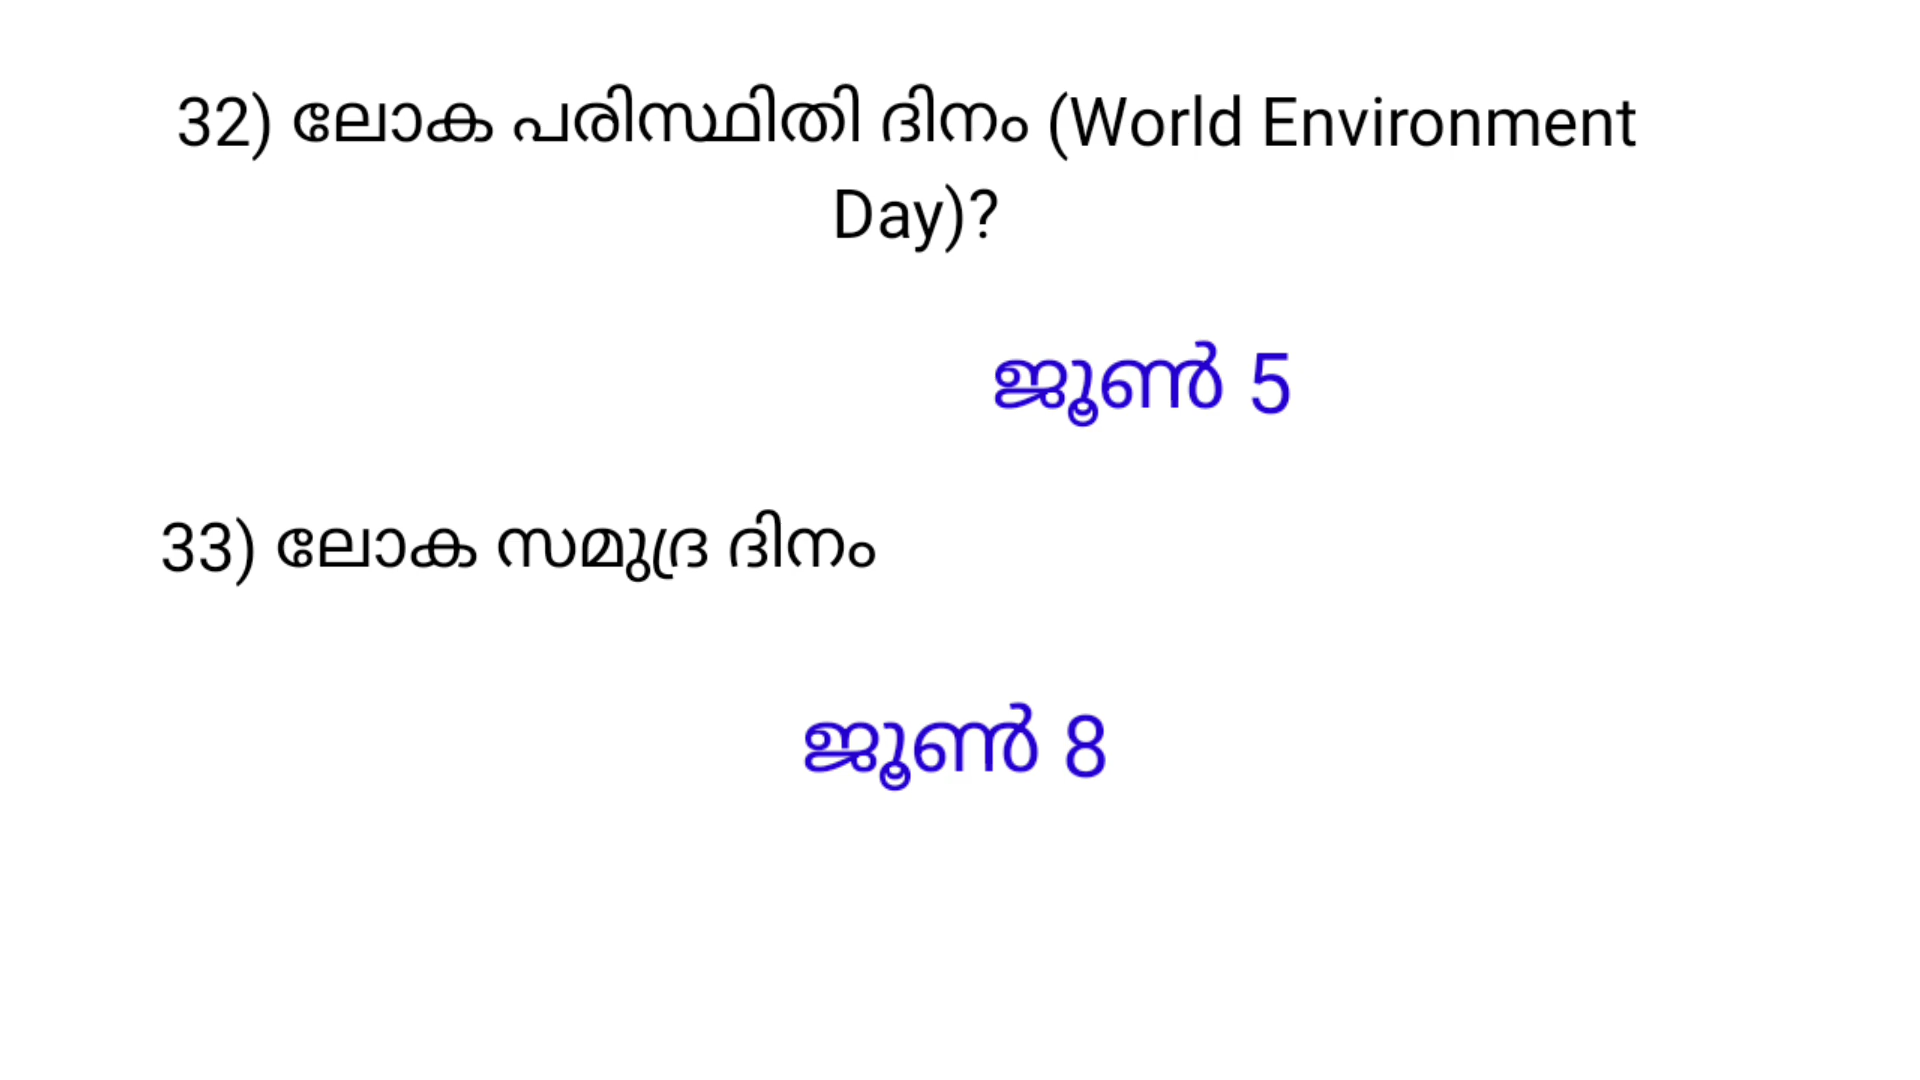 32) ലോക പരിസ്ഥിതി ദിനം (World Environment
Day)?
ജൂൺ 5
33) ലോക സമുദ്ര ദിനം
ജൂൺ 8